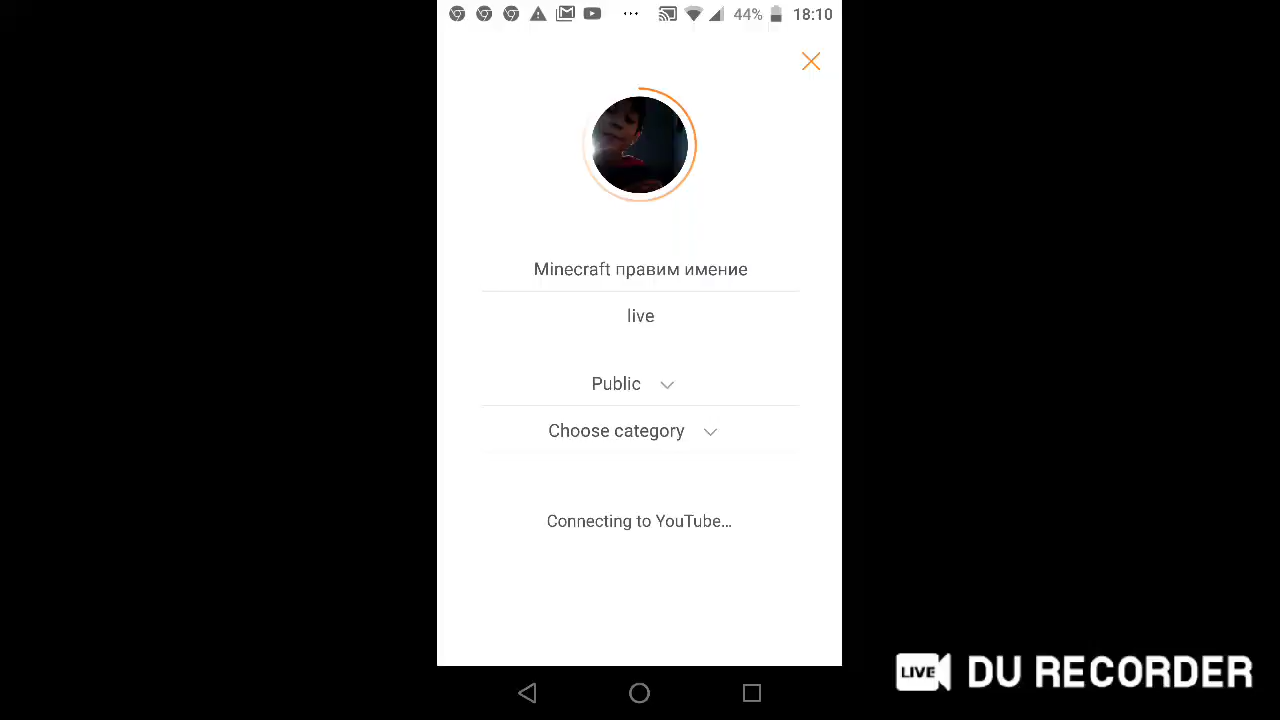 44% 18:10
Minecraft правим имение
live
Public
Choose category
Connecting to YouTube...
LIVE DU RECORDER